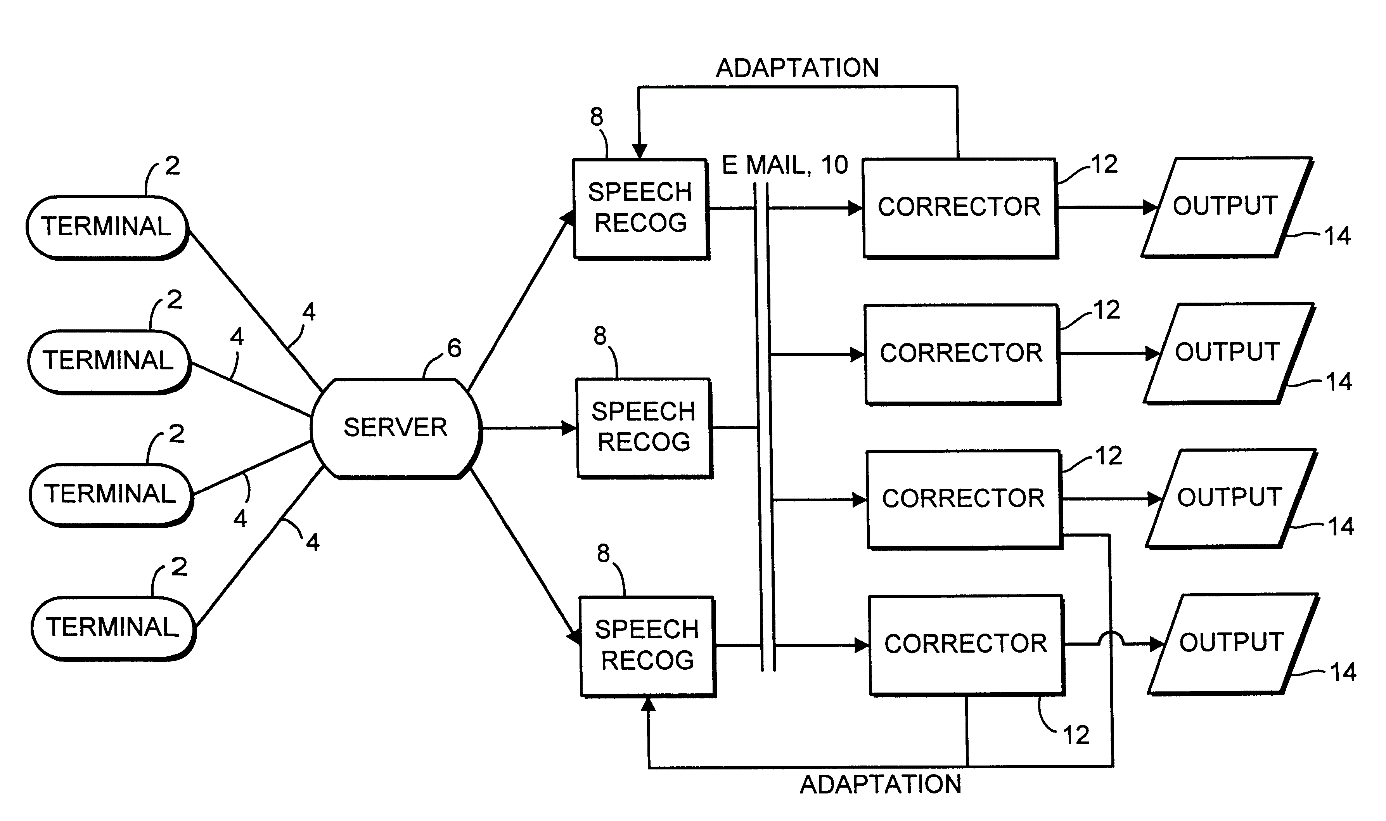 ADAPTATION
8
E MAIL, 10
SPEECH
RECOG
CORRECTOR
12
OUTPUT
14
2
TERMINAL
4
2
TERMINAL
4
8
SPEECH
RECOG
CORRECTOR
12
OUTPUT
14
6
SERVER
2
TERMINAL
4
CORRECTOR
12
OUTPUT
14
2
TERMINAL
4
8
SPEECH
RECOG
CORRECTOR
12
OUTPUT
14
ADAPTATION